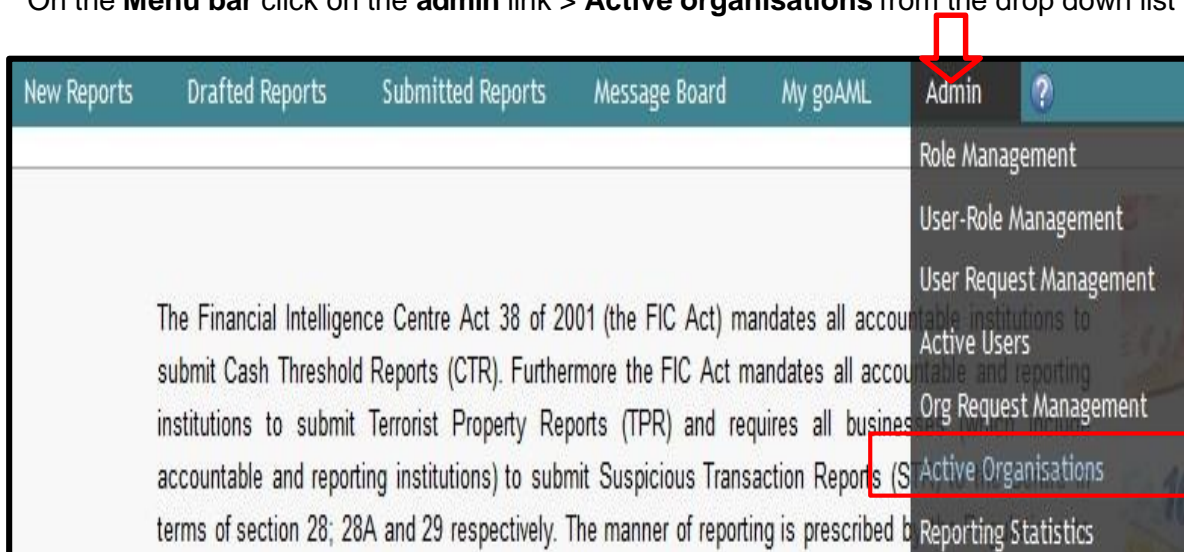 On the Menu bar click on the admin link > Active organisations from the drop down list
New Reports Drafted Reports Submitted Reports Message Board My goAML Admin ?
Role Management
User-Role Management
User Request Management
The Financial Intelligence Centre Act 38 of 2001 (the FIC Act) mandates all accountable institutions to
Active Users
submit Cash Threshold Reports (CTR). Furthermore the FIC Act mandates all accountable and reporting
Org Request Management
institutions to submit Terrorist Property Reports (TPR) and requires all businesses (which include
Active Organisations
accountable and reporting institutions) to submit Suspicious Transaction Reports
terms of section 28; 28A and 29 respectively. The manner of reporting is prescribed
Reporting Statistics